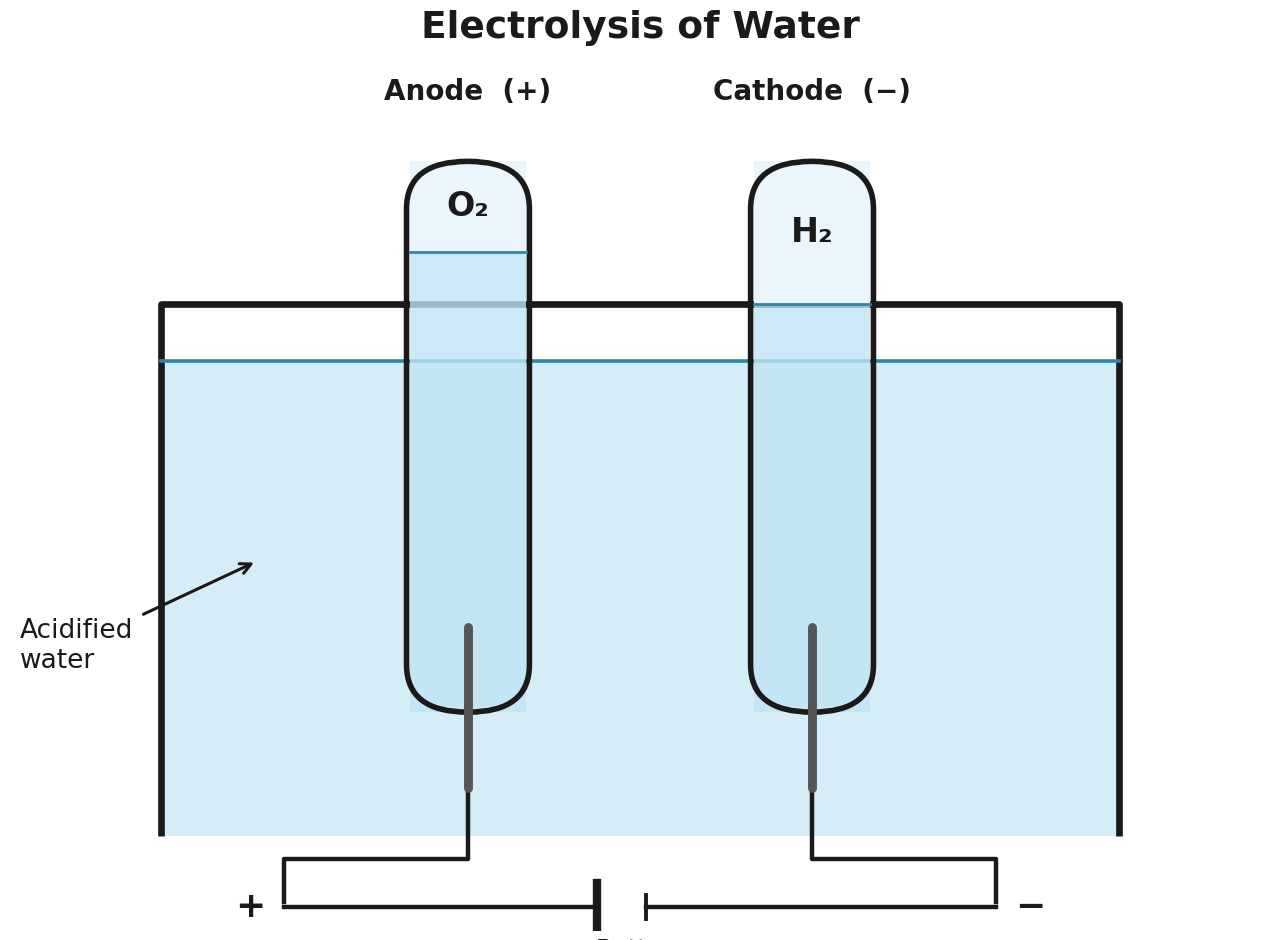 Electrolysis of Water
Anode (+)
Cathode (−)
O₂
H₂
Acidified
water
+
−